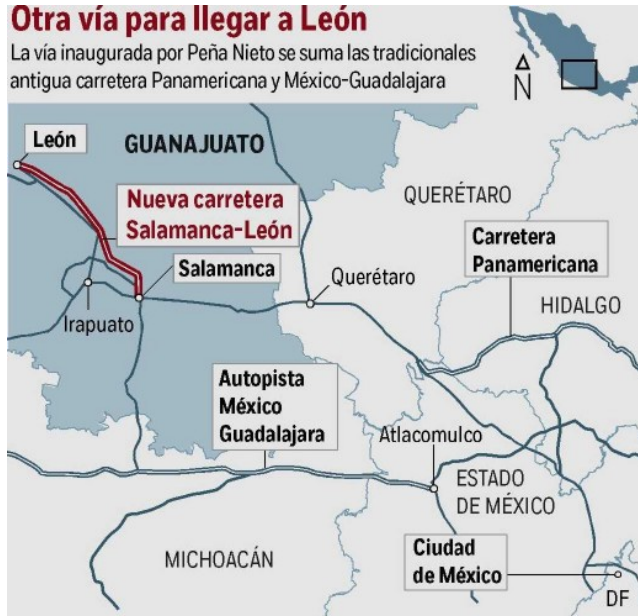 Otra vía para llegar a León
La vía inaugurada por Peña Nieto se suma las tradicionales
antigua carretera Panamericana y México-Guadalajara
N
León
GUANAJUATO
QUERÉTARO
Nueva carretera
Salamanca-León
Carretera
Panamericana
Salamanca
Querétaro
HIDALGO
Irapuato
Autopista
México
Guadalajara
Atlacomulco
ESTADO
DE MÉXICO
MICHOACÁN
Ciudad
de México
DF